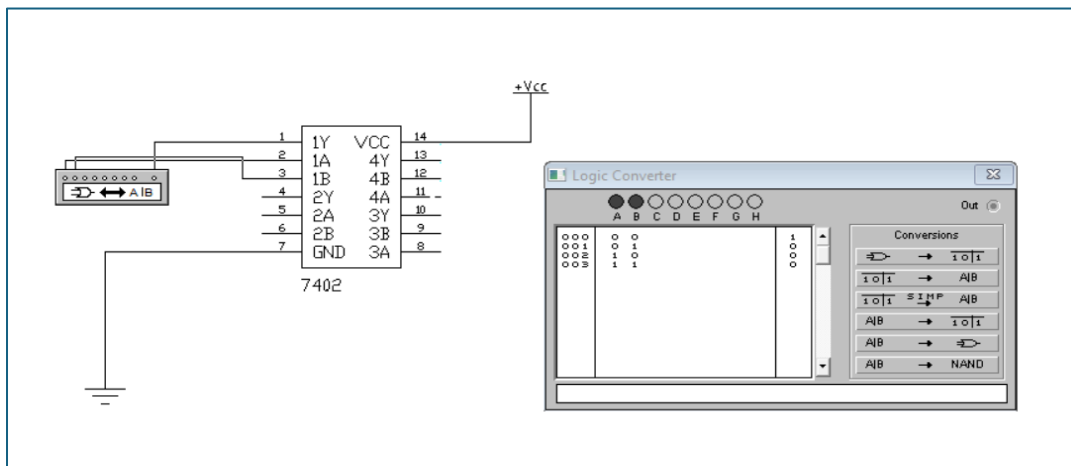 +Vcc
1 1Y VCC 14
2 1A 4Y 13
3 1B 4B 12
4 2Y 4A 11
5 2A 3Y 10
6 2B 3B 9
7 GND 3A 8
7402
A|B
Logic Converter
A B C D E F G H
Out
000 0 0 1
001 0 1 0
002 1 0 0
003 1 1 0
Conversions
→ 1 0 1
1 0 1 → A|B
1 0 1 SIMP → A|B
A|B → 1 0 1
A|B →
A|B → NAND